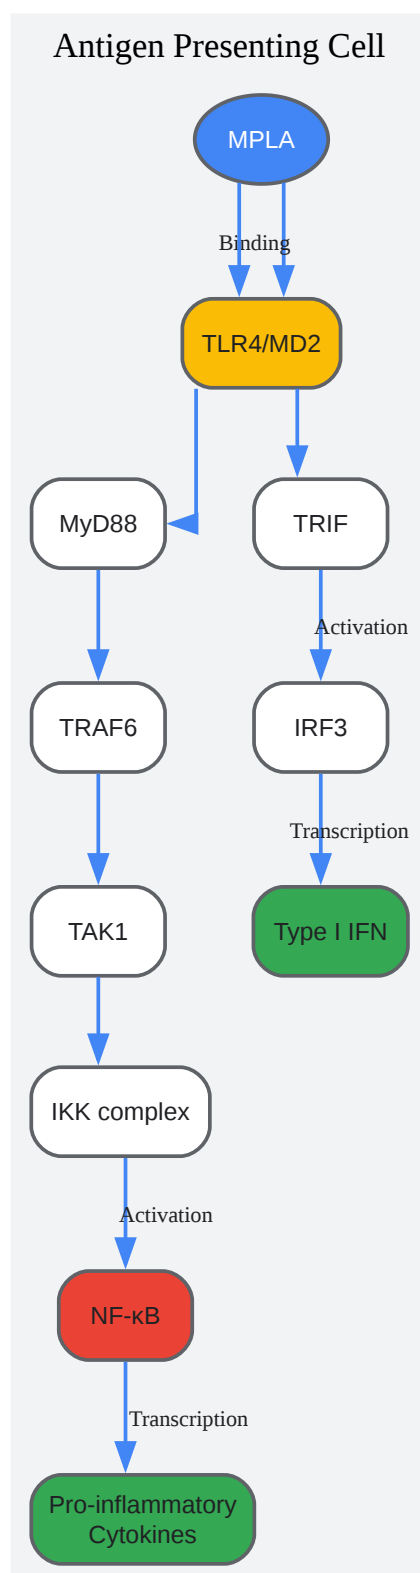 Antigen Presenting Cell
MPLA
Binding
TLR4/MD2
MyD88
TRIF
Activation
TRAF6
IRF3
Transcription
TAK1
Type I IFN
IKK complex
Activation
NF-κB
Transcription
Pro-inflammatory
Cytokines